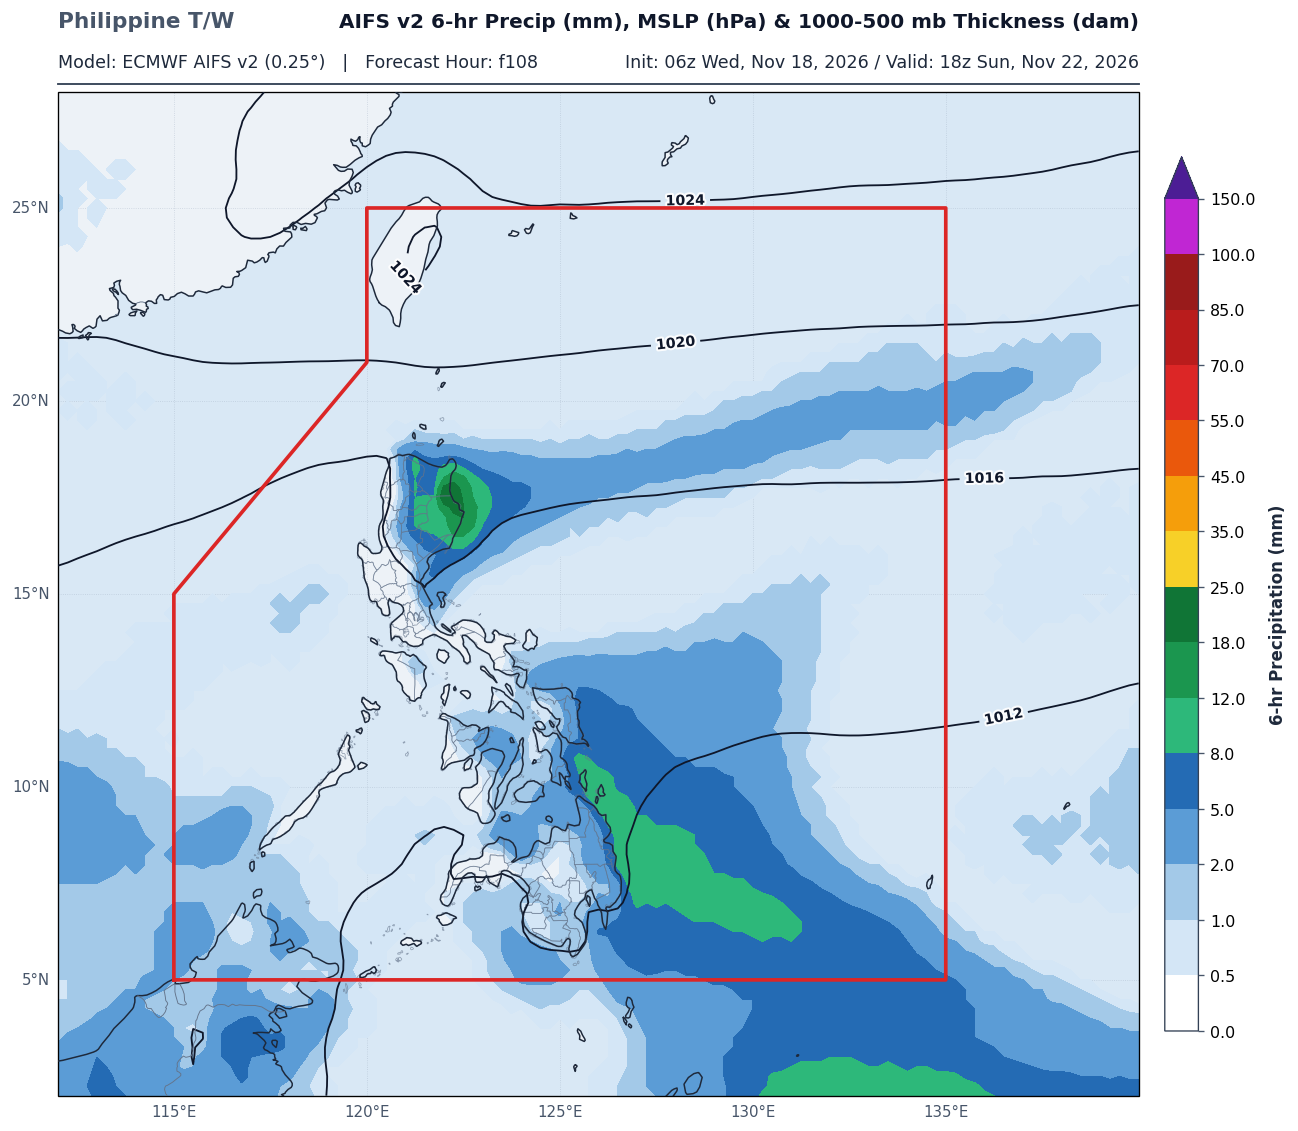 Philippine T/W
AIFS v2 6-hr Precip (mm), MSLP (hPa) & 1000-500 mb Thickness (dam)
Model: ECMWF AIFS v2 (0.25°) | Forecast Hour: f108
Init: 06z Wed, Nov 18, 2026 / Valid: 18z Sun, Nov 22, 2026
25°N
20°N
15°N
10°N
5°N
1024
1024
1020
1016
1012
115°E
120°E
125°E
130°E
135°E
150.0
100.0
85.0
70.0
55.0
45.0
35.0
25.0
18.0
12.0
8.0
5.0
2.0
1.0
0.5
0.0
6-hr Precipitation (mm)